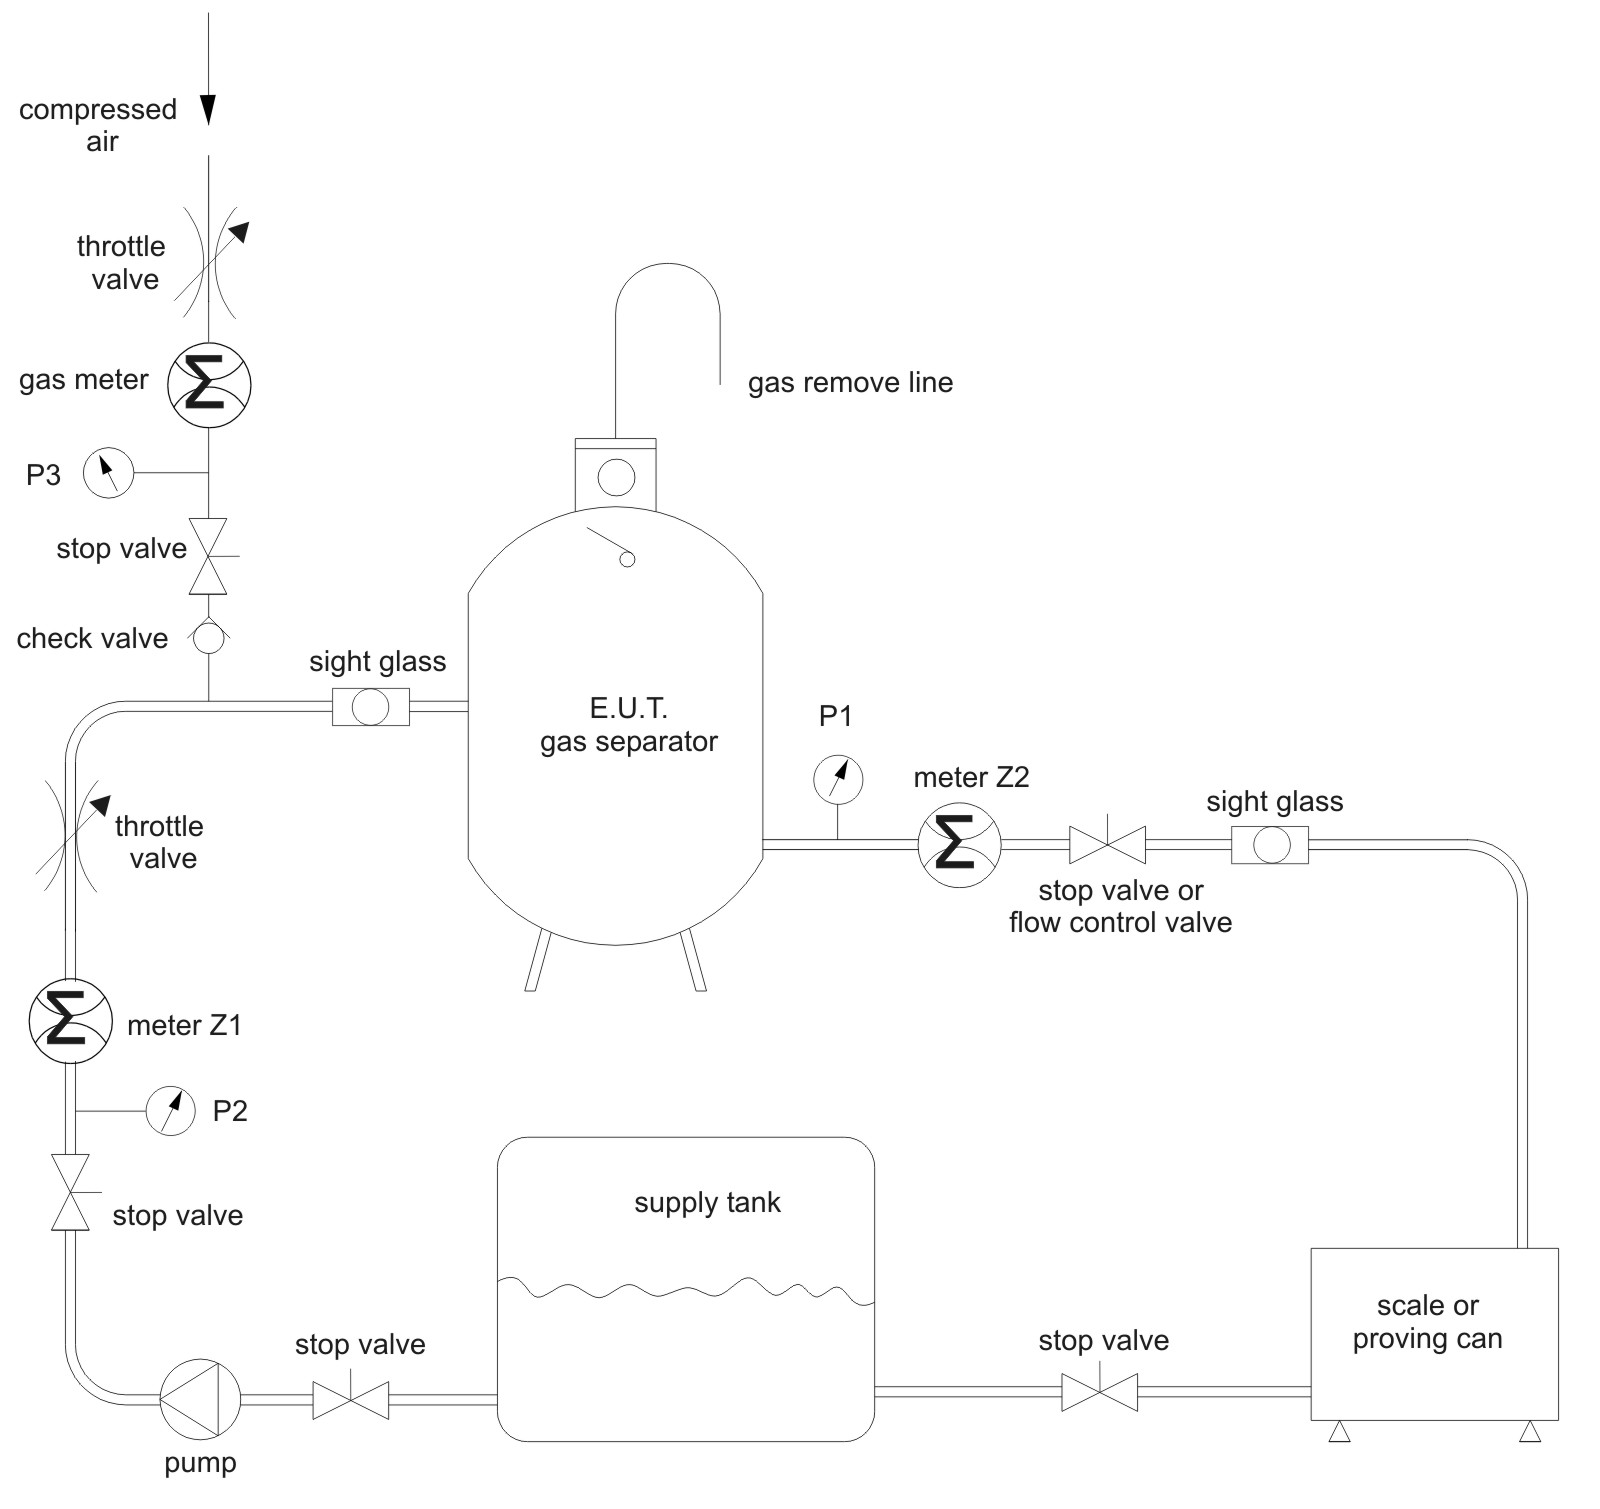 compressed
air
throttle
valve
gas meter
gas remove line
P3
stop valve
check valve
sight glass
E.U.T.
gas separator
P1
meter Z2
sight glass
throttle
valve
stop valve or
flow control valve
meter Z1
P2
stop valve
supply tank
scale or
proving can
stop valve
stop valve
pump